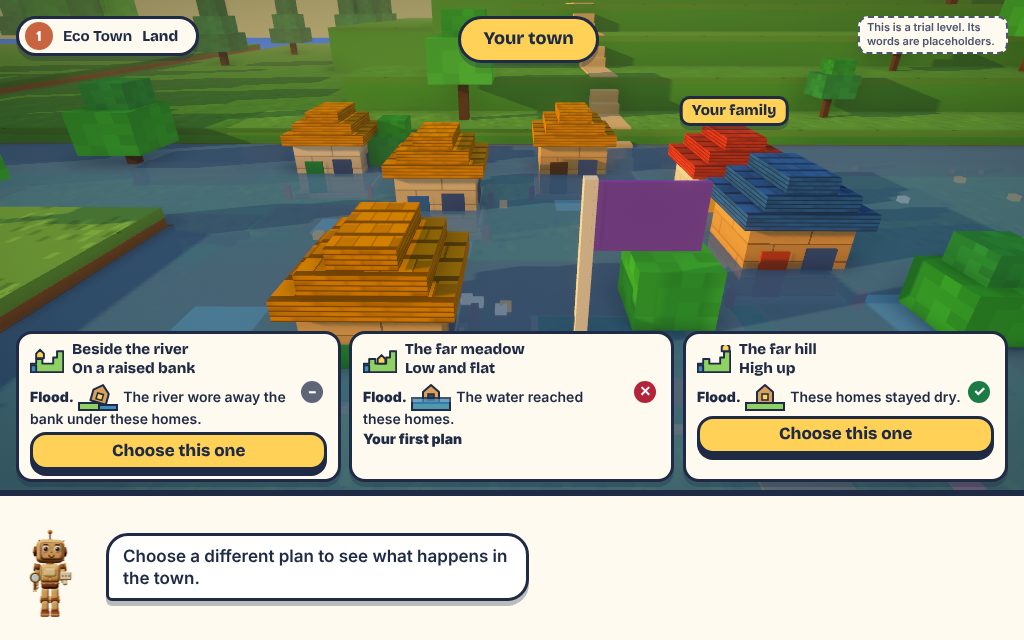 1 Eco Town Land
Your town
This is a trial level. Its
words are placeholders.
Your family
Beside the river
On a raised bank
Flood. The river wore away the
bank under these homes.
Choose this one
The far meadow
Low and flat
Flood. The water reached
these homes.
Your first plan
The far hill
High up
Flood. These homes stayed dry.
Choose this one
Choose a different plan to see what happens in
the town.